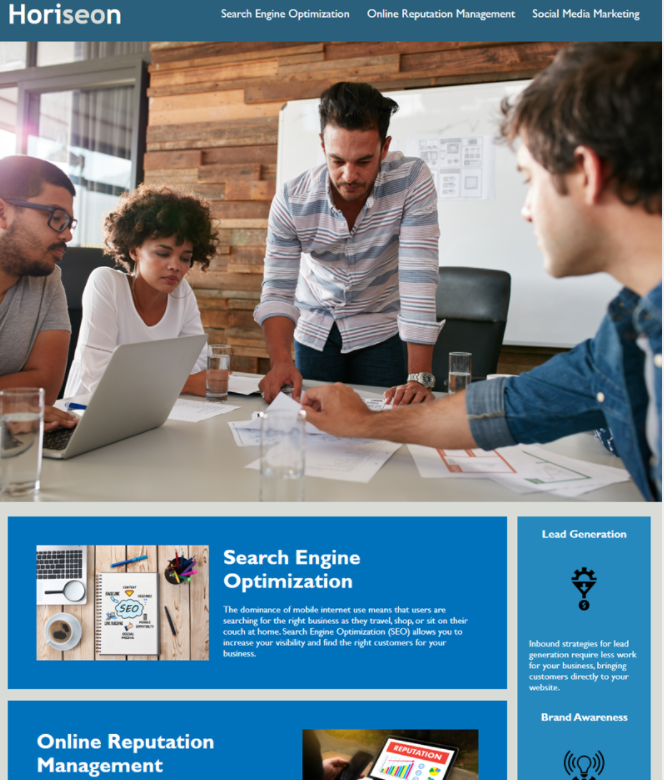 Horiseon
Search Engine Optimization Online Reputation Management Social Media Marketing
Search Engine
Optimization
The dominance of mobile internet use means that users are
searching for the right business as they travel, shop, or sit on their
couch at home. Search Engine Optimization (SEO) allows you to
increase your visibility and find the right customers for your
business.
SEO
Online Reputation
Management
REPUTATION
Lead Generation
Inbound strategies for lead
generation require less work
for your business, bringing
customers directly to your
website.
Brand Awareness